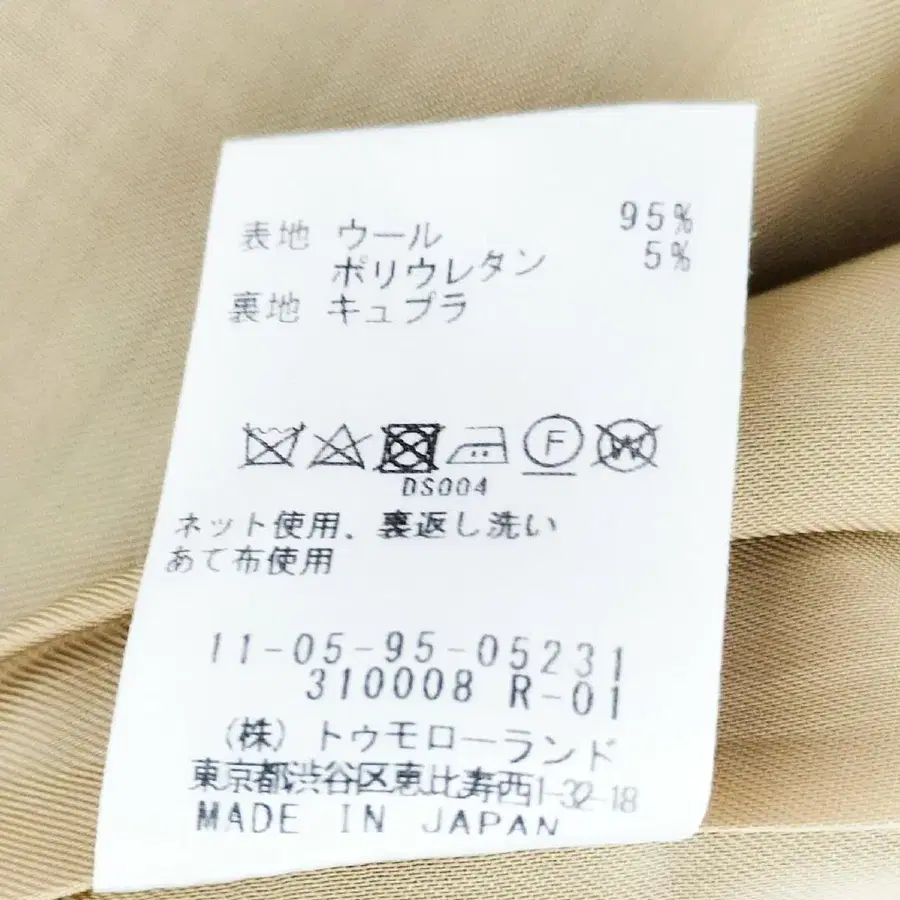 表地 ウール 95%
ポリウレタン 5%
裏地 キュプラ
F W
DS004
ネット使用、裏返し洗い
あて布使用
11-05-95-05231
310008 R-01
(株) トゥモローランド
東京都渋谷区恵比寿西1-32-18
MADE IN JAPAN